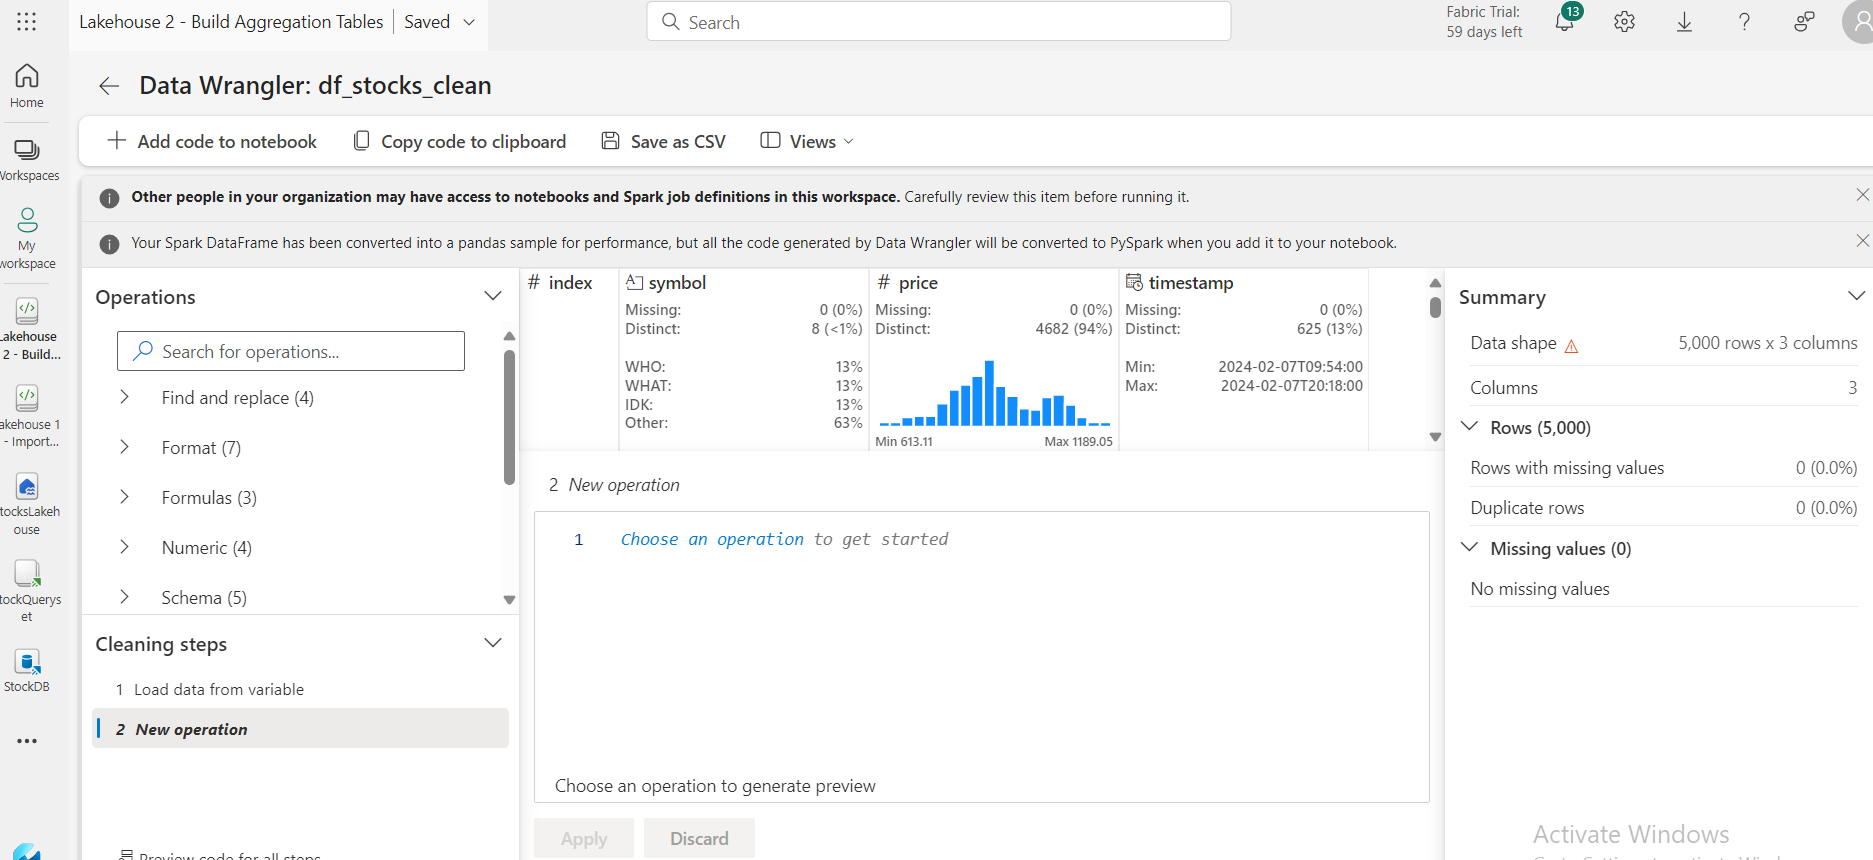 Lakehouse 2 - Build Aggregation Tables
Saved
Search
Fabric Trial:
59 days left
13
Home
Workspaces
My
workspace
Lakehouse
2 - Build...
akehouse 1
- Import...
tocksLakeh
ouse
tockQuerys
et
StockDB
Data Wrangler: df_stocks_clean
Add code to notebook
Copy code to clipboard
Save as CSV
Views
Other people in your organization may have access to notebooks and Spark job definitions in this workspace. Carefully review this item before running it.
Your Spark DataFrame has been converted into a pandas sample for performance, but all the code generated by Data Wrangler will be converted to PySpark when you add it to your notebook.
Operations
Search for operations...
Find and replace (4)
Format (7)
Formulas (3)
Numeric (4)
Schema (5)
Cleaning steps
1 Load data from variable
2 New operation
Preview code for all steps
# index
symbol
Missing: 0 (0%)
Distinct: 8 (<1%)
WHO: 13%
WHAT: 13%
IDK: 13%
Other: 63%
# price
Missing: 0 (0%)
Distinct: 4682 (94%)
Min 613.11 Max 1189.05
timestamp
Missing: 0 (0%)
Distinct: 625 (13%)
Min: 2024-02-07T09:54:00
Max: 2024-02-07T20:18:00
2 New operation
1 Choose an operation to get started
Choose an operation to generate preview
Apply
Discard
Summary
Data shape 5,000 rows x 3 columns
Columns 3
Rows (5,000)
Rows with missing values 0 (0.0%)
Duplicate rows 0 (0.0%)
Missing values (0)
No missing values
Activate Windows